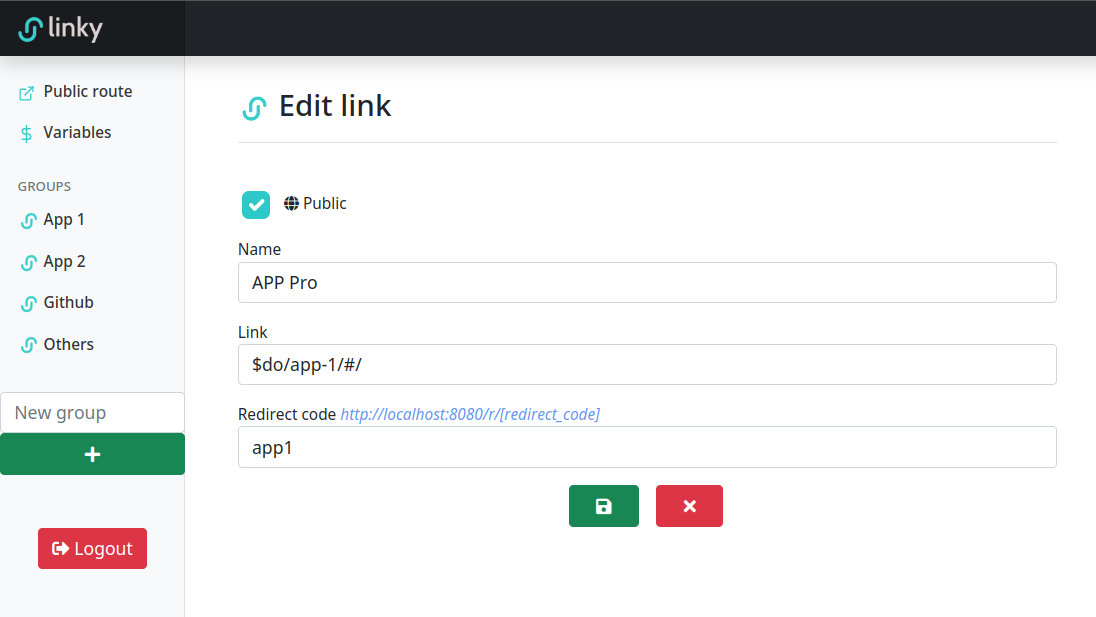 linky
Public route
Variables
GROUPS
App 1
App 2
Github
Others
New group
Logout
Edit link
Public
Name
APP Pro
Link
$do/app-1/#/
Redirect code http://localhost:8080/r/[redirect_code]
app1